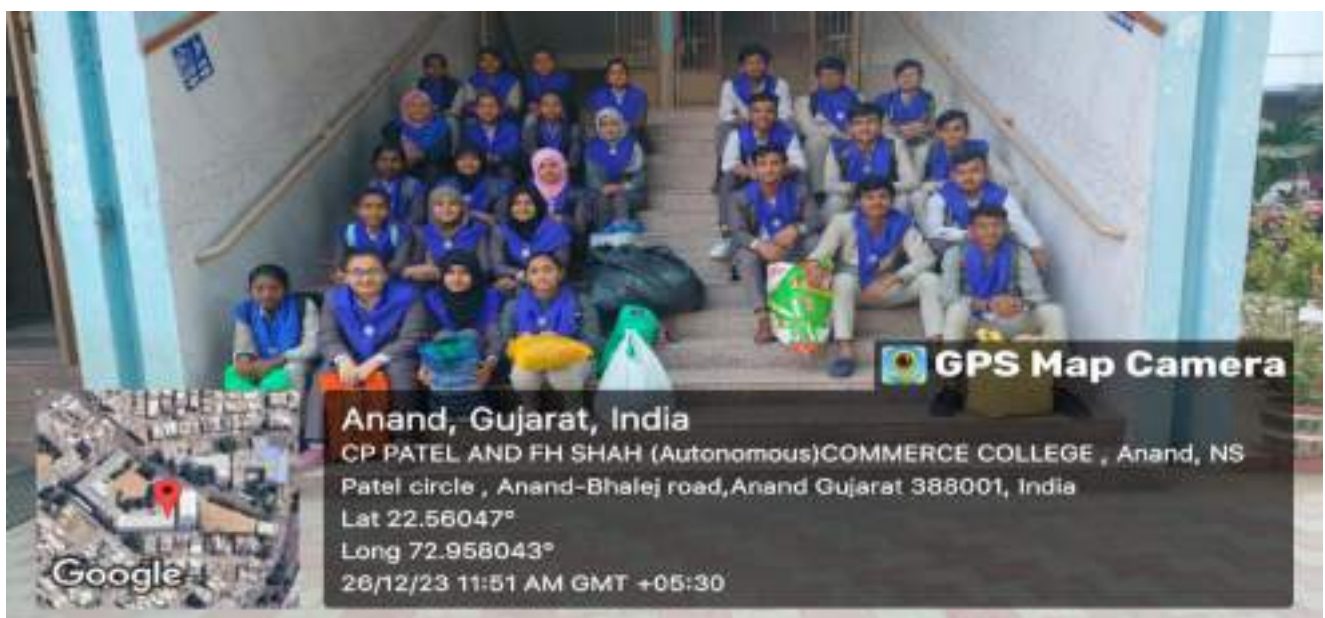 GPS Map Camera
Anand, Gujarat, India
CP PATEL AND FH SHAH (Autonomous)COMMERCE COLLEGE , Anand, NS
Patel circle , Anand-Bhalej road,Anand Gujarat 388001, India
Lat 22.56047°
Long 72.958043°
26/12/23 11:51 AM GMT +05:30
Google